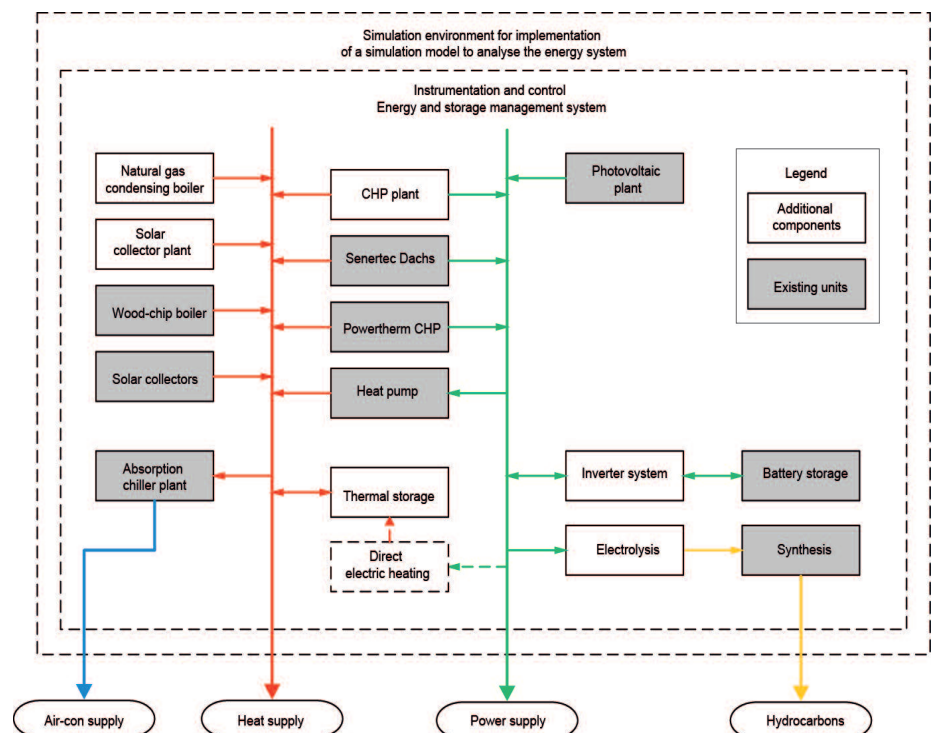 Simulation environment for implementation
of a simulation model to analyse the energy system
Instrumentation and control
Energy and storage management system
Natural gas
condensing boiler
CHP plant
Photovoltaic
plant
Legend
Additional
components
Existing units
Solar
collector plant
Senertec Dachs
Wood-chip boiler
Powertherm CHP
Solar collectors
Heat pump
Absorption
chiller plant
Thermal storage
Inverter system
Battery storage
Direct
electric heating
Electrolysis
Synthesis
Air-con supply
Heat supply
Power supply
Hydrocarbons